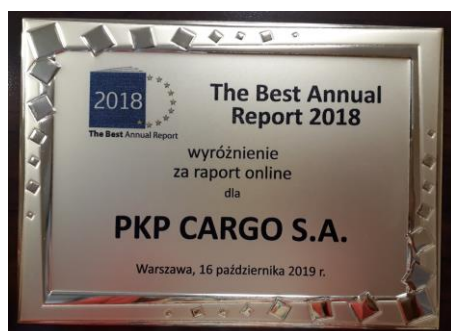 2018
The Best Annual Report
The Best Annual
Report 2018
wyróżnienie
za raport online
dla
PKP CARGO S.A.
Warszawa, 16 października 2019 r.